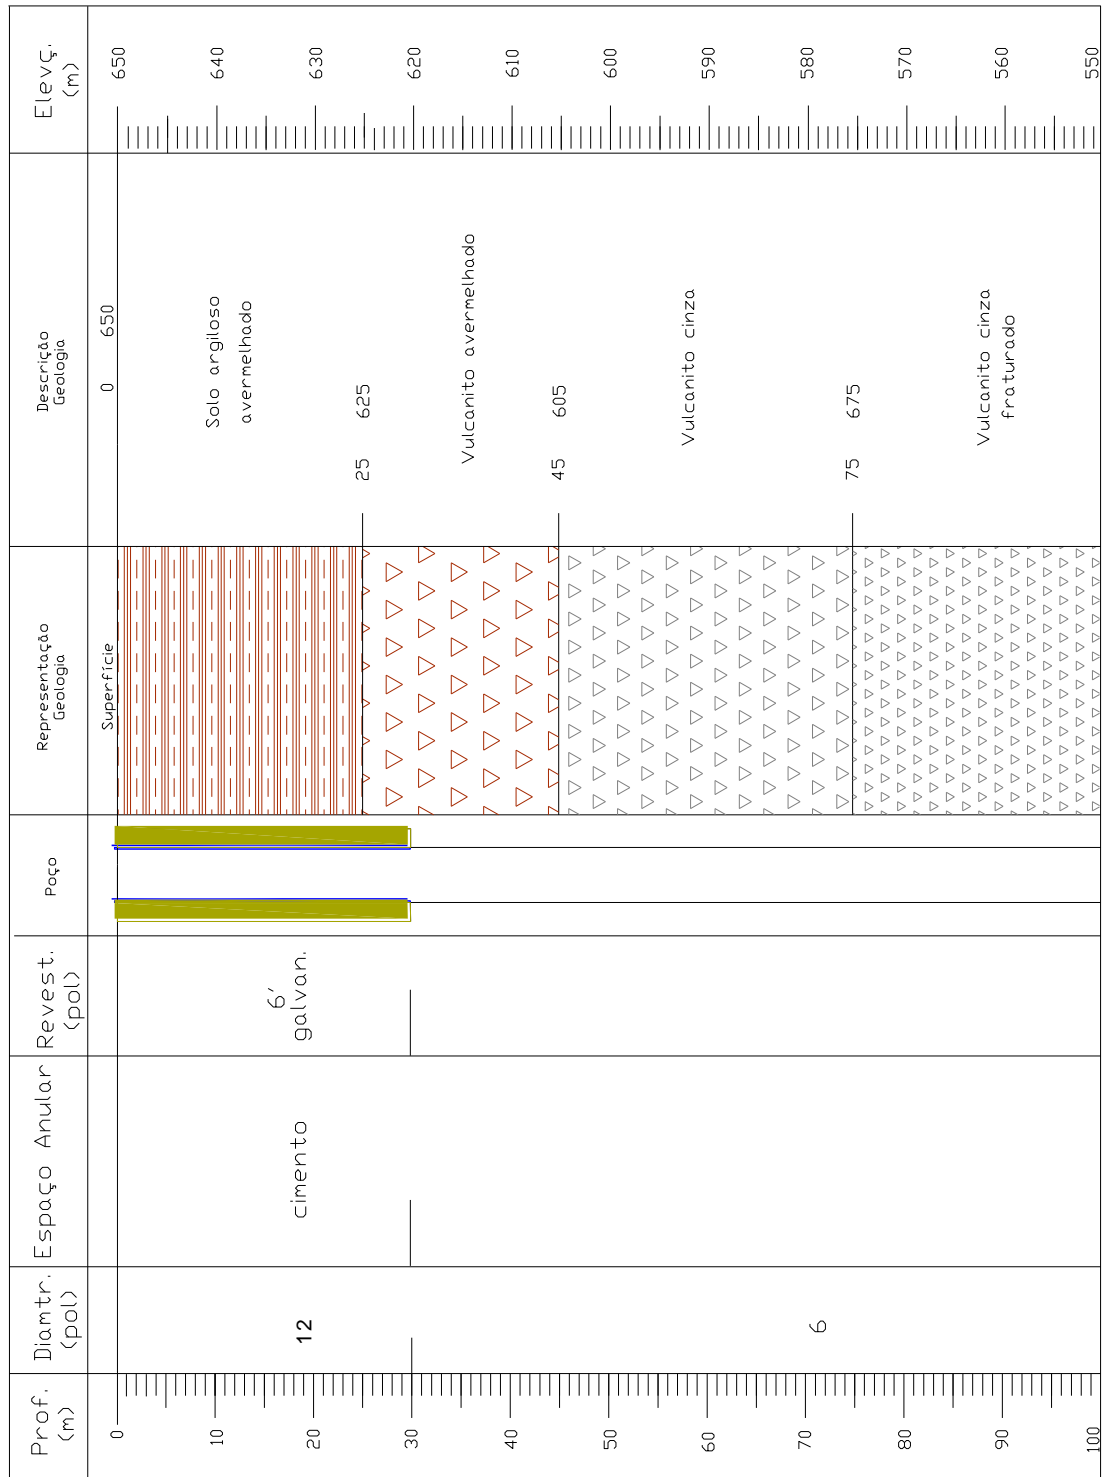 Prof.
(m)
Diamtr.
(pol)
Espaço Anular
Revest.
(pol)
Poço
Representação
Geologia
Descrição
Geologia
Elevç.
(m)
Superfície
0 650
0
10
20
30
40
50
60
70
80
90
100
12
6
cimento
6'
galvan.
Solo argiloso
avermelhado
25 625
Vulcanito avermelhado
45 605
Vulcanito cinza
75 675
Vulcanito cinza
fraturado
650
640
630
620
610
600
590
580
570
560
550